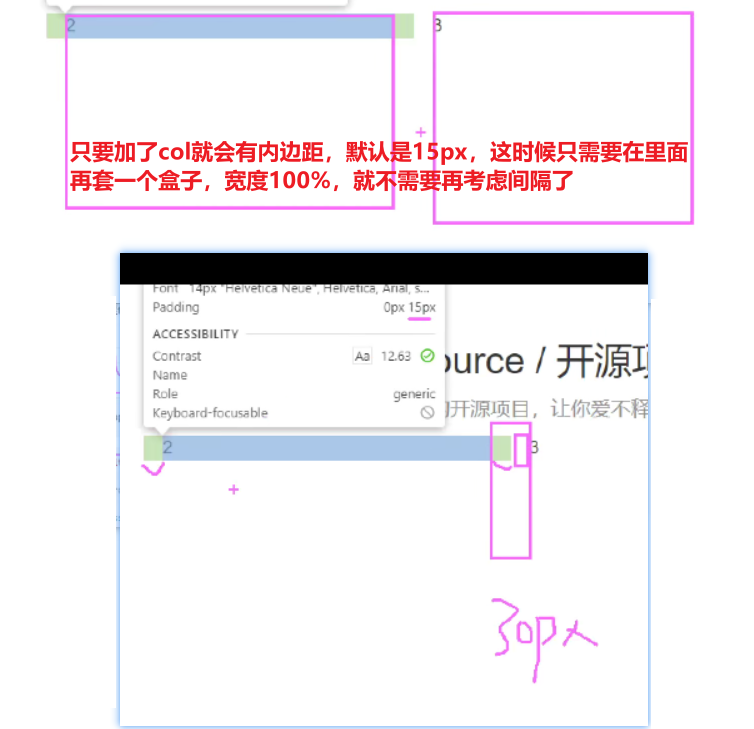 2
3
只要加了col就会有内边距，默认是15px，这时候只需要在里面
再套一个盒子，宽度100%，就不需要再考虑间隔了
Font 14px "Helvetica Neue", Helvetica, Arial, s...
Padding 0px 15px
ACCESSIBILITY
Contrast Aa 12.63
Name
Role generic
Keyboard-focusable
ource / 开源项
开源项目，让你爱不释
2
3
30px